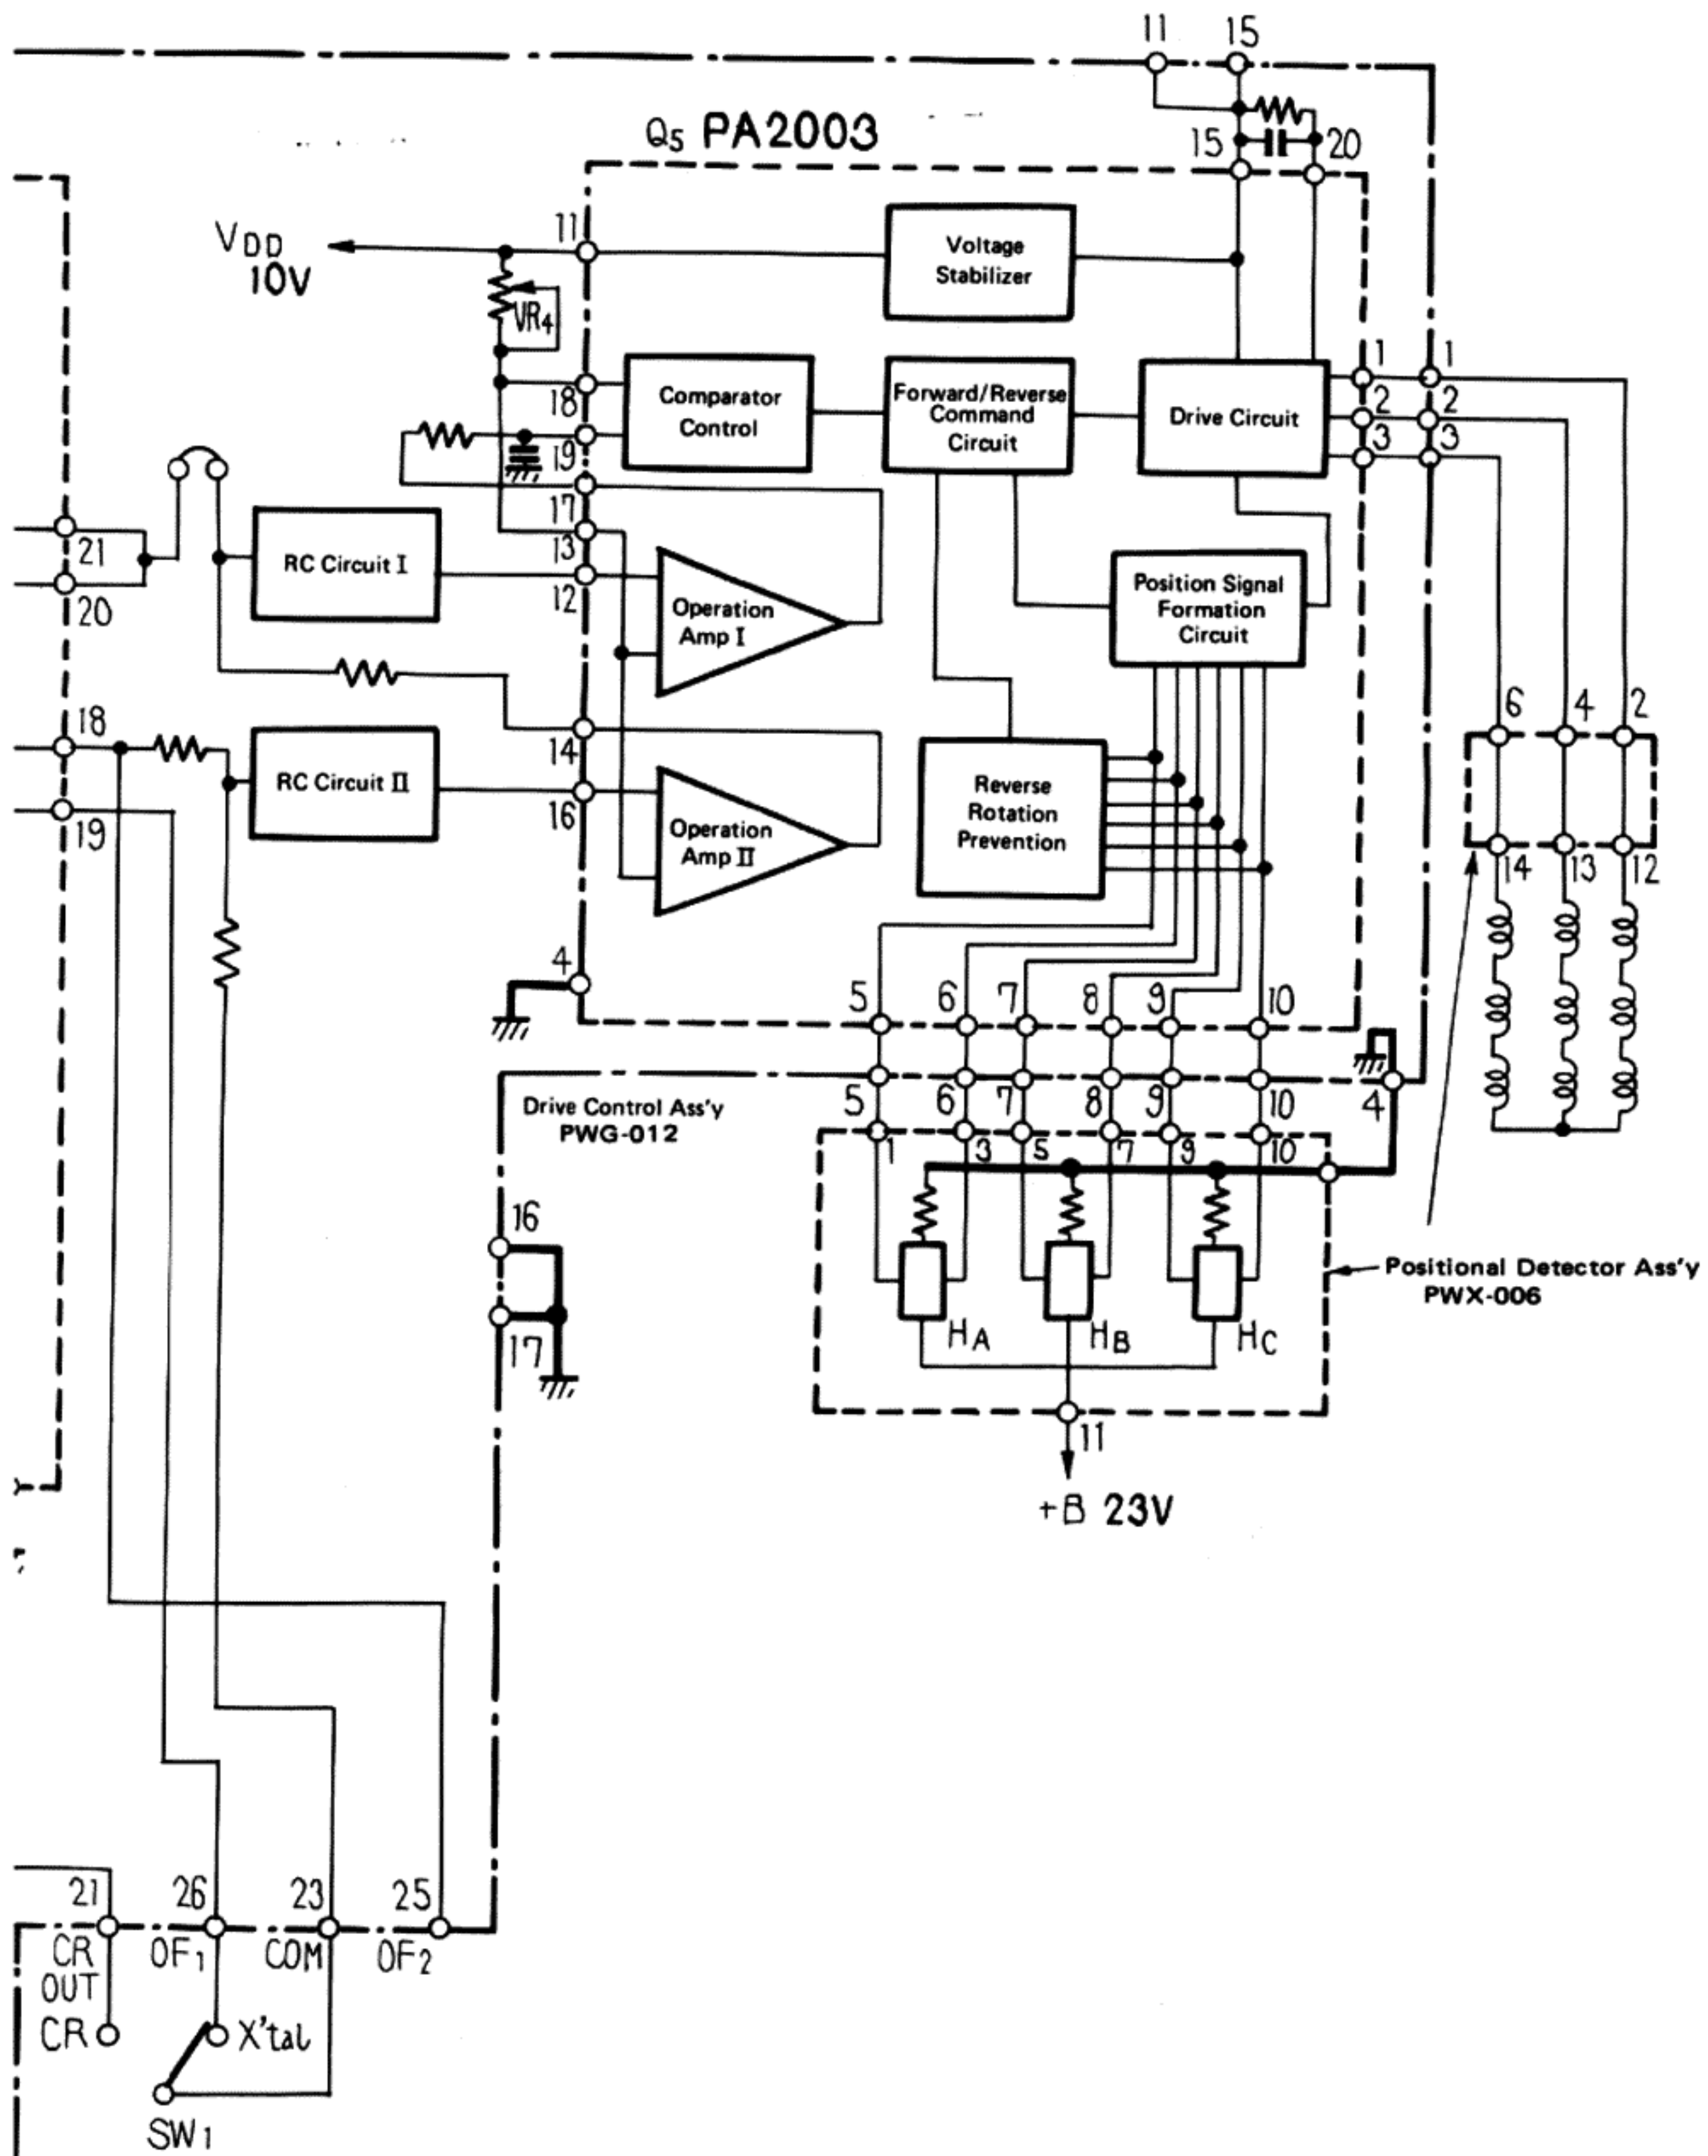 11 15
Q5 PA2003
15 20
11
VDD
10V
Voltage
Stabilizer
VR4
18
Comparator
Control
Forward/Reverse
Command
Circuit
Drive Circuit
1 1
2 2
3 3
19
17
13
12
21
20
RC Circuit I
Operation
Amp I
Position Signal
Formation
Circuit
18
14
16
19
RC Circuit II
Operation
Amp II
Reverse
Rotation
Prevention
6 4 2
14 13 12
4
5 6 7 8 9 10
5 6 7 8 9 10 4
Drive Control Ass'y
PWG-012
1 3 5 7 9 10
16
17
HA HB HC
Positional Detector Ass'y
PWX-006
11
+B 23V
Y
21 26 23 25
CR
OUT
OF1 COM OF2
CR X'tal
SW1